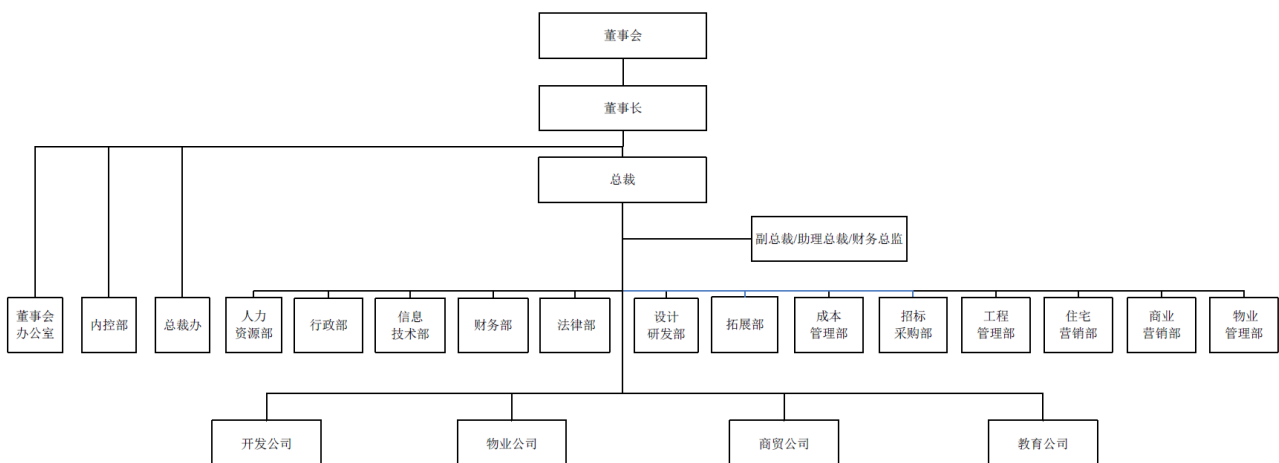 董事会
董事长
总裁
副总裁/助理总裁/财务总监
董事会
办公室
内控部
总裁办
人力
资源部
行政部
信息
技术部
财务部
法律部
设计
研发部
拓展部
成本
管理部
招标
采购部
工程
管理部
住宅
营销部
商业
营销部
物业
管理部
开发公司
物业公司
商贸公司
教育公司